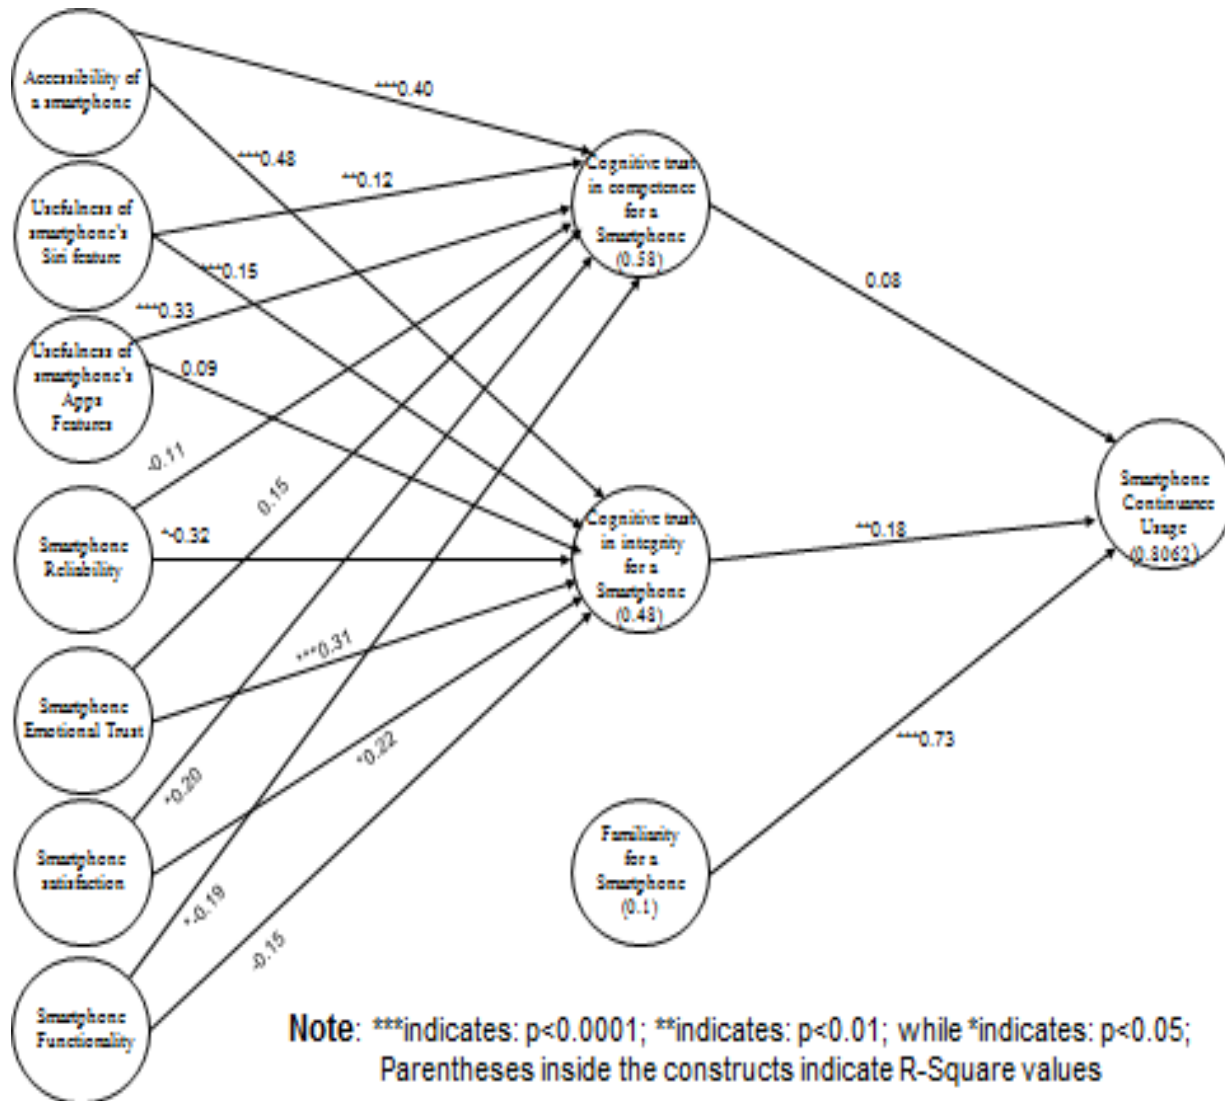 Accessibility of
a smartphone
***0.40
***0.48
Usefulness of
smartphone's
Siri feature
**0.12
***0.15
Cognitive trust
in competence
for a
Smartphone
(0.58)
0.08
Usefulness of
smartphone's
Apps
Features
***0.33
0.09
Smartphone
Reliability
-0.11
*-0.32
Cognitive trust
in integrity
for a
Smartphone
(0.48)
**0.18
Smartphone
Continuance
Usage
(0.8062)
Smartphone
Emotional Trust
0.15
***0.31
Smartphone
satisfaction
*0.20
*0.22
Familiarity
for a
Smartphone
(0.1)
***0.73
Smartphone
Functionality
*-0.19
-0.15
Note: ***indicates: p<0.0001; **indicates: p<0.01; while *indicates: p<0.05;
Parentheses inside the constructs indicate R-Square values